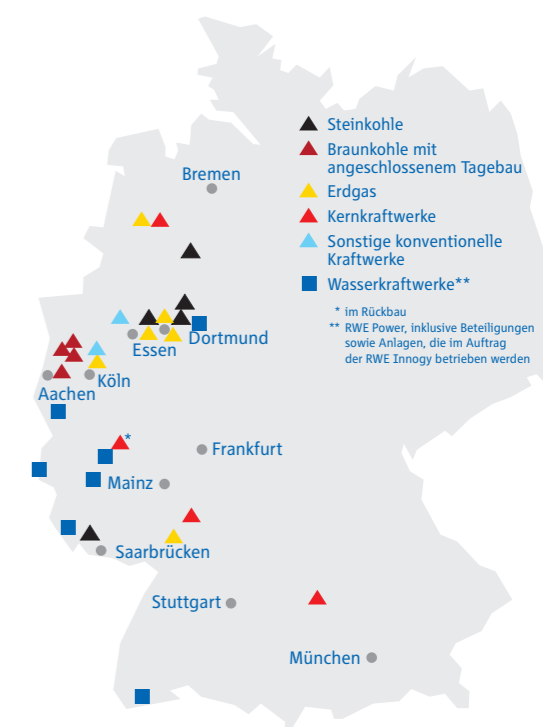 Steinkohle
Braunkohle mit
angeschlossenem Tagebau
Erdgas
Kernkraftwerke
Sonstige konventionelle
Kraftwerke
Wasserkraftwerke**
* im Rückbau
** RWE Power, inklusive Beteiligungen
sowie Anlagen, die im Auftrag
der RWE Innogy betrieben werden
Bremen
Dortmund
Essen
Köln
Aachen
*
Frankfurt
Mainz
Saarbrücken
Stuttgart
München